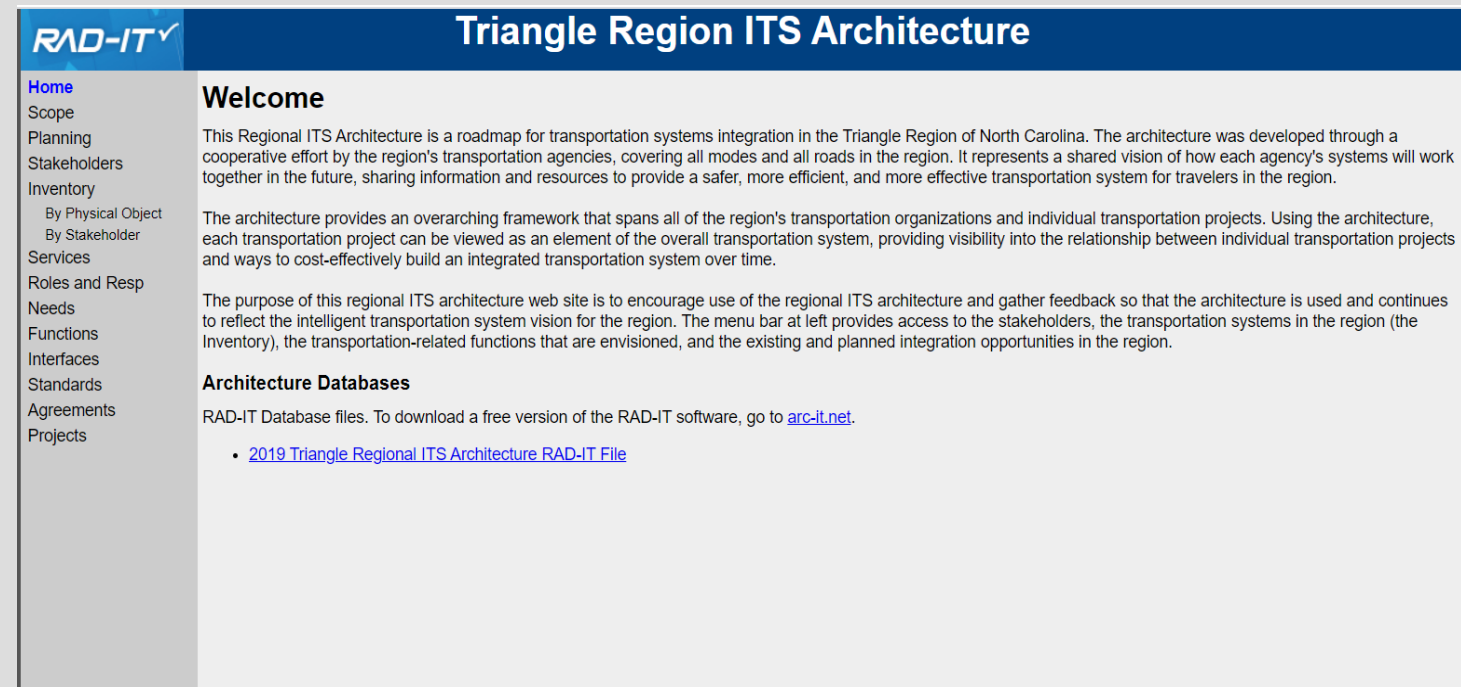 RAD-IT
Triangle Region ITS Architecture
Home
Scope
Planning
Stakeholders
Inventory
By Physical Object
By Stakeholder
Services
Roles and Resp
Needs
Functions
Interfaces
Standards
Agreements
Projects
Welcome
This Regional ITS Architecture is a roadmap for transportation systems integration in the Triangle Region of North Carolina. The architecture was developed through a
cooperative effort by the region's transportation agencies, covering all modes and all roads in the region. It represents a shared vision of how each agency's systems will work
together in the future, sharing information and resources to provide a safer, more efficient, and more effective transportation system for travelers in the region.
The architecture provides an overarching framework that spans all of the region's transportation organizations and individual transportation projects. Using the architecture,
each transportation project can be viewed as an element of the overall transportation system, providing visibility into the relationship between individual transportation projects
and ways to cost-effectively build an integrated transportation system over time.
The purpose of this regional ITS architecture web site is to encourage use of the regional ITS architecture and gather feedback so that the architecture is used and continues
to reflect the intelligent transportation system vision for the region. The menu bar at left provides access to the stakeholders, the transportation systems in the region (the
Inventory), the transportation-related functions that are envisioned, and the existing and planned integration opportunities in the region.
Architecture Databases
RAD-IT Database files. To download a free version of the RAD-IT software, go to arc-it.net.
• 2019 Triangle Regional ITS Architecture RAD-IT File